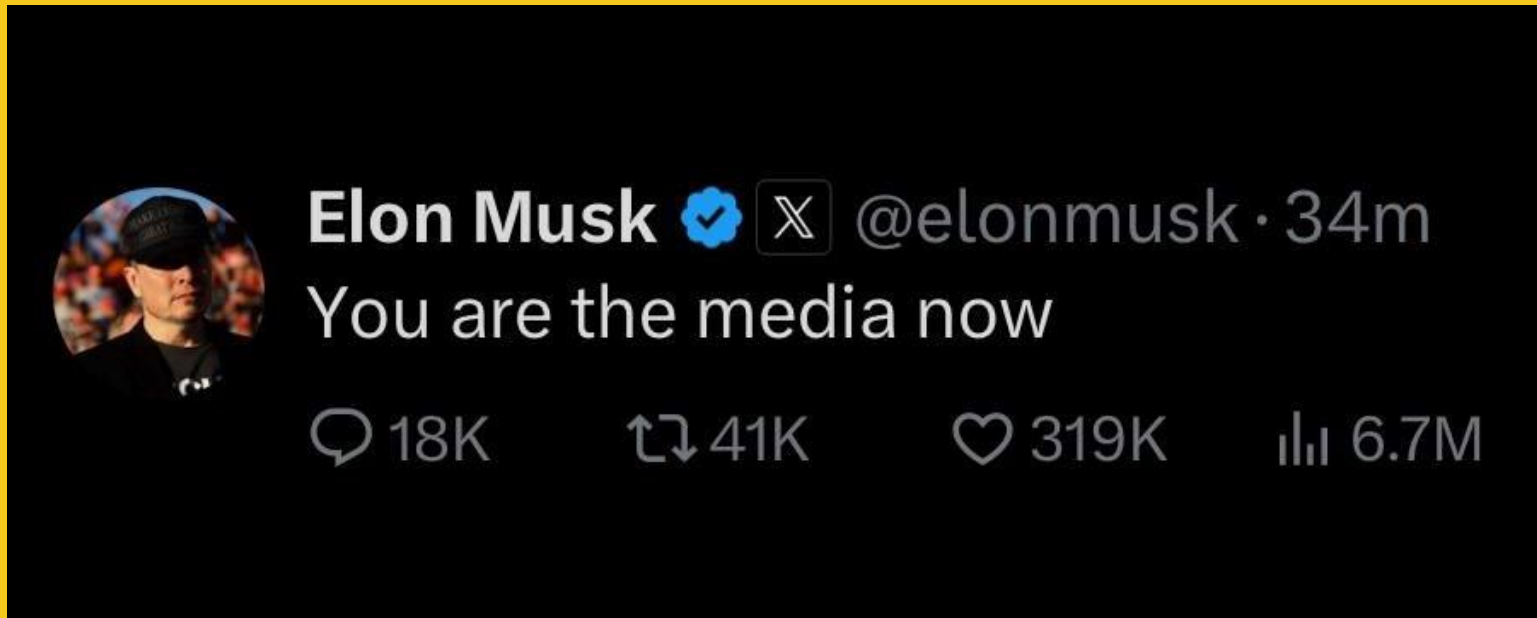 Elon Musk X @elonmusk · 34m
You are the media now
18K 41K 319K 6.7M